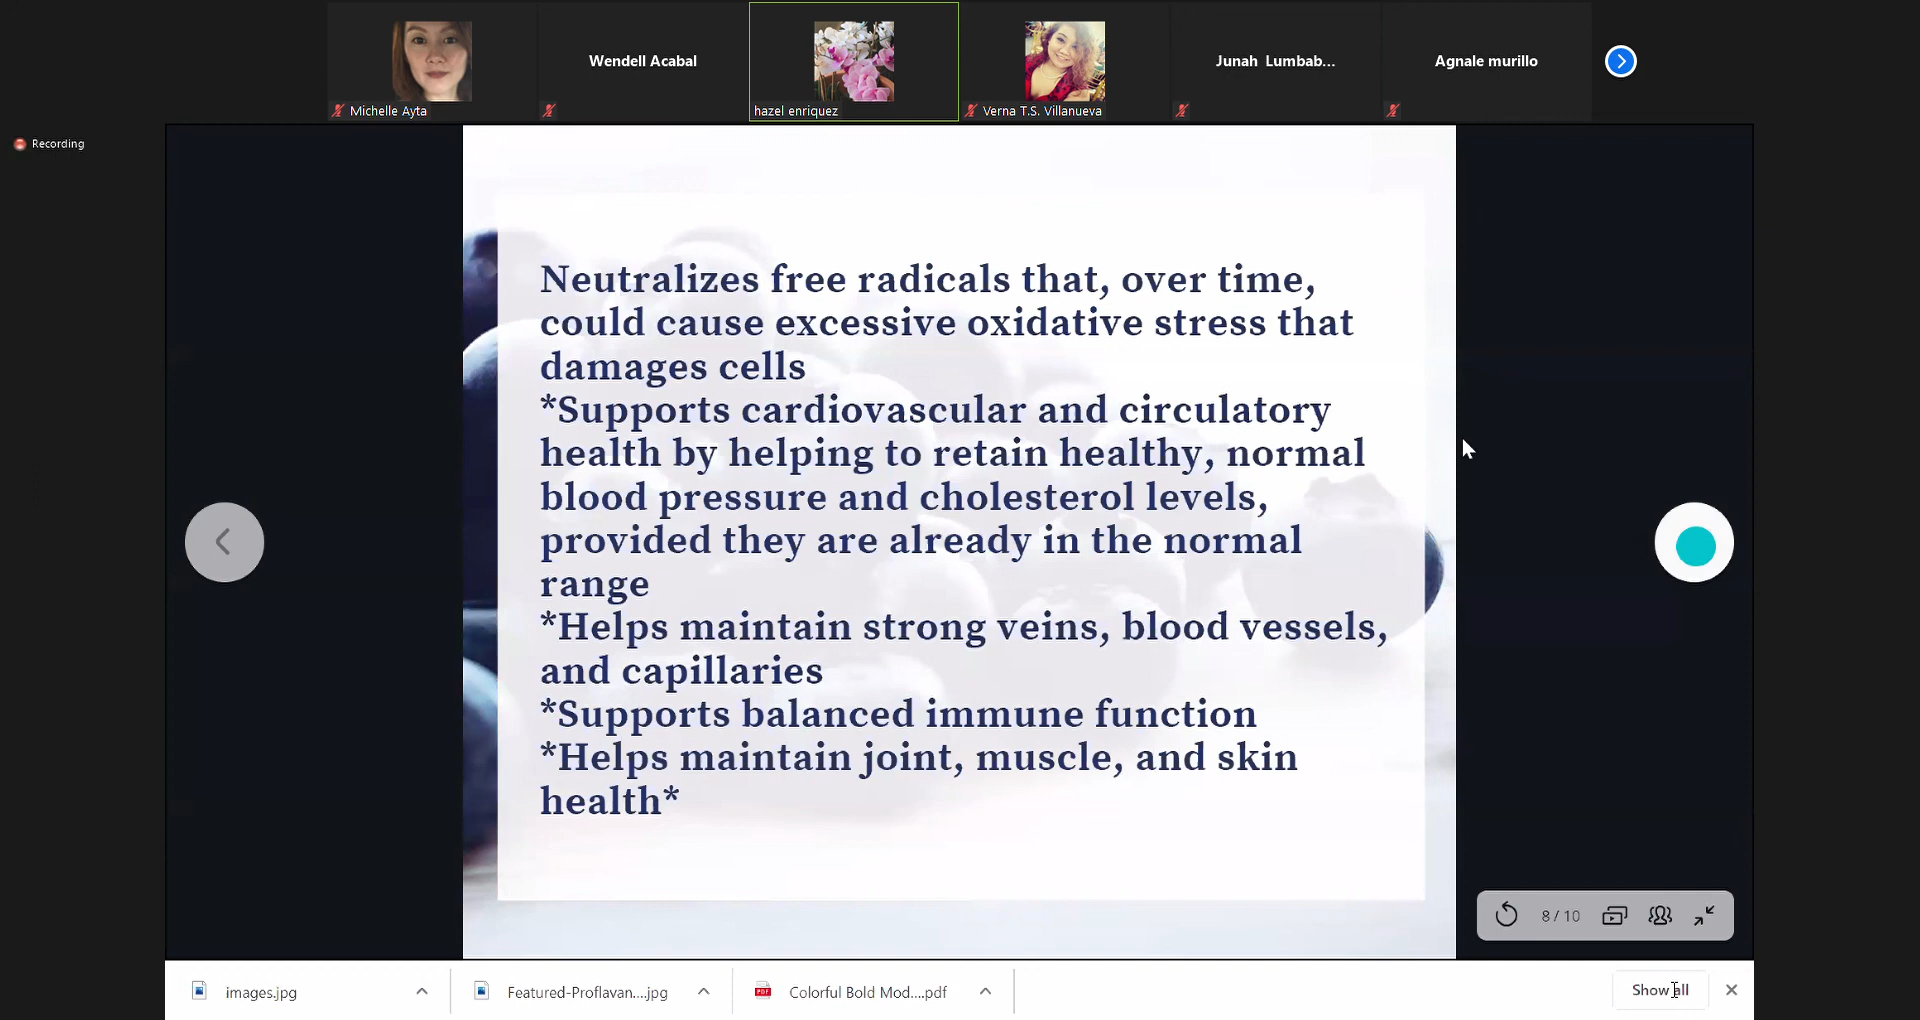 Wendell Acabal
Junah Lumbab...
Agnale murillo
Michelle Ayta
hazel enriquez
Verna T.S. Villanueva
Recording
Neutralizes free radicals that, over time,
could cause excessive oxidative stress that
damages cells
*Supports cardiovascular and circulatory
health by helping to retain healthy, normal
blood pressure and cholesterol levels,
provided they are already in the normal
range
*Helps maintain strong veins, blood vessels,
and capillaries
*Supports balanced immune function
*Helps maintain joint, muscle, and skin
health*
8 / 10
images.jpg
Featured-Proflavan....jpg
PDF
Colorful Bold Mod....pdf
Show all